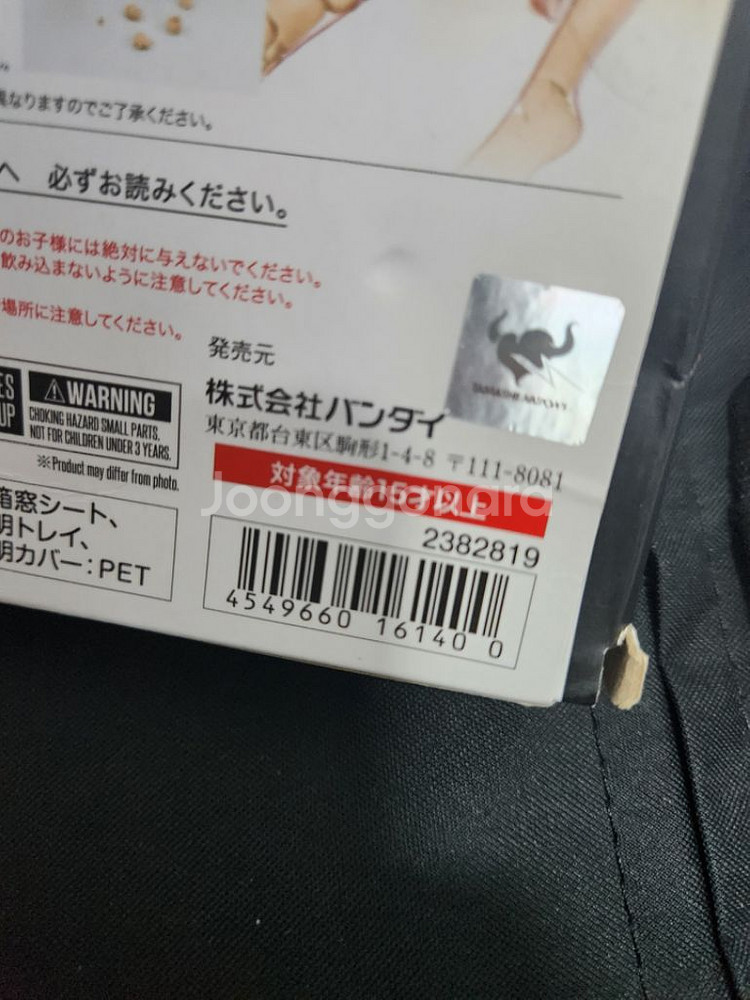 異なりますのでご了承ください。
へ 必ずお読みください。
のお子様には絶対に与えないでください。
飲み込まないように注意してください。
場所に注意してください。
発売元
株式会社バンダイ
東京都台東区駒形1-4-8 〒111-8081
対象年齢15才以上
Joonggonara
2382819
4549660 16140 0
ES
UP
⚠WARNING
CHOKING HAZARD SMALL PARTS.
NOT FOR CHILDREN UNDER 3 YEARS.
※Product may differ from photo.
箱窓シート、
明トレイ、
明カバー：PET